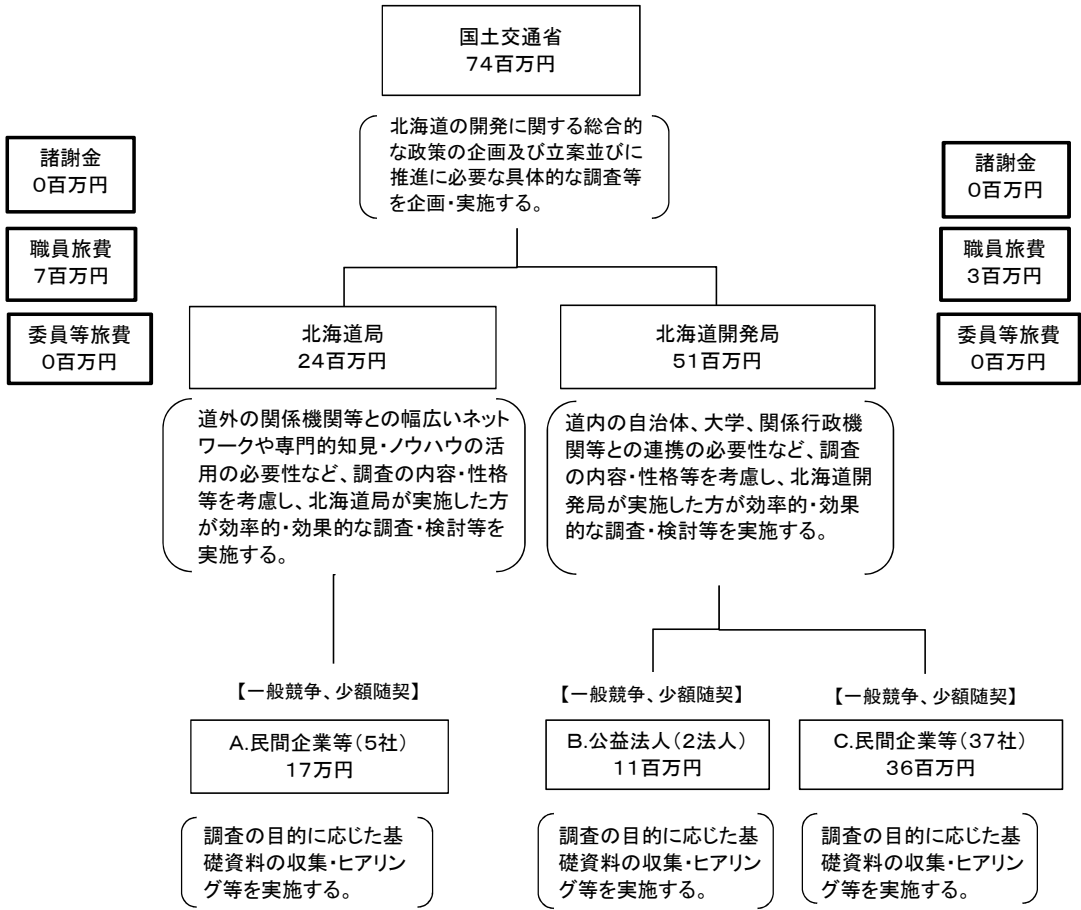 国土交通省
74百万円
北海道の開発に関する総合的
な政策の企画及び立案並びに
推進に必要な具体的な調査等
を企画・実施する。
諸謝金
0百万円
職員旅費
7百万円
委員等旅費
0百万円
諸謝金
0百万円
職員旅費
3百万円
委員等旅費
0百万円
北海道局
24百万円
北海道開発局
51百万円
道外の関係機関等との幅広いネット
ワークや専門的知見・ノウハウの活
用の必要性など、調査の内容・性格
等を考慮し、北海道局が実施した方
が効率的・効果的な調査・検討等を
実施する。
道内の自治体、大学、関係行政機
関等との連携の必要性など、調査
の内容・性格等を考慮し、北海道開
発局が実施した方が効率的・効果
的な調査・検討等を実施する。
【一般競争、少額随契】
【一般競争、少額随契】
【一般競争、少額随契】
A.民間企業等(5社)
17万円
B.公益法人(2法人)
11百万円
C.民間企業等(37社)
36百万円
調査の目的に応じた基
礎資料の収集・ヒアリン
グ等を実施する。
調査の目的に応じた基
礎資料の収集・ヒアリン
グ等を実施する。
調査の目的に応じた基
礎資料の収集・ヒアリン
グ等を実施する。